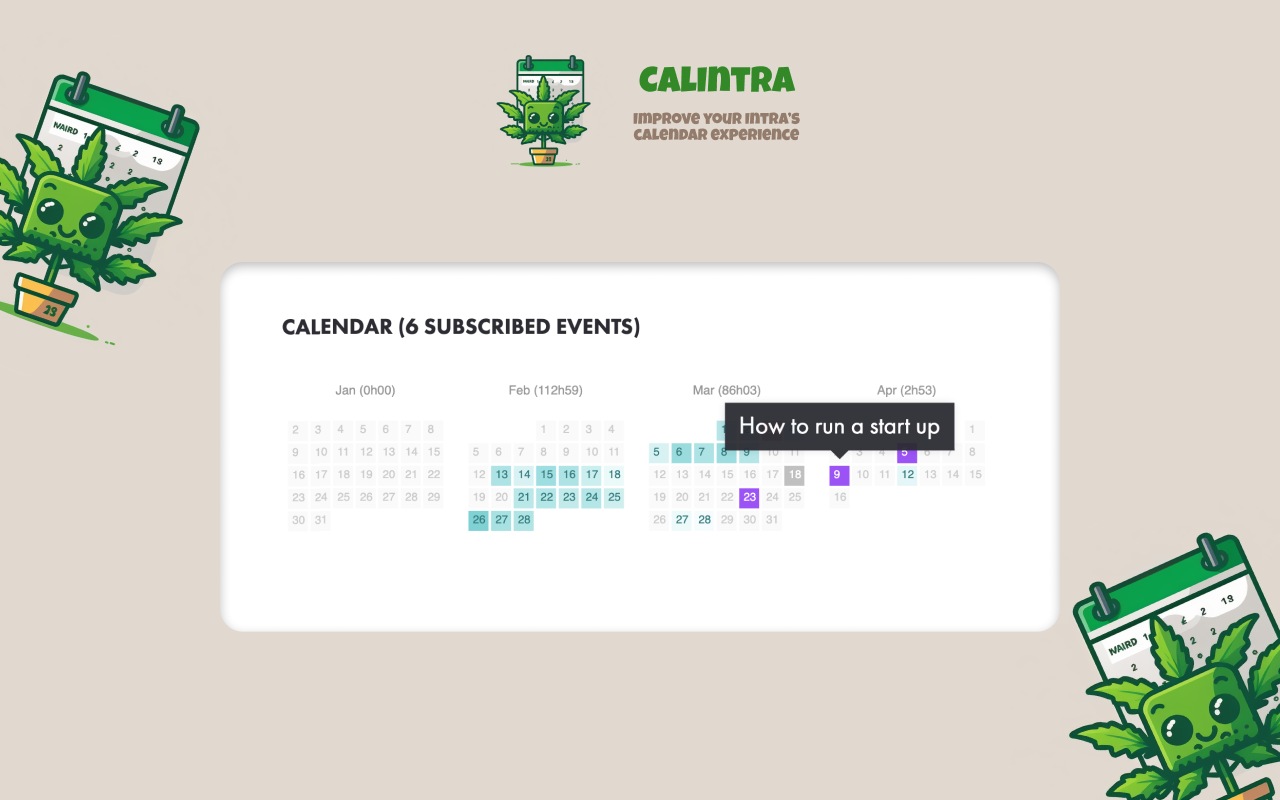 CALINTRA
IMPROVE YOUR INTRA'S
CALENDAR EXPERIENCE
CALENDAR (6 SUBSCRIBED EVENTS)
Jan (0h00) Feb (112h59) Mar (86h03) Apr (2h53)
How to run a start up
2 3 4 5 6 7 8 1 2 3 4 1
9 10 11 12 13 14 15 5 6 7 8 9 10 11 5 6 7 8 9 10 11 3 4 5 6 7 8
16 17 18 19 20 21 22 12 13 14 15 16 17 18 12 13 14 15 16 17 18 9 10 11 12 13 14 15
23 24 25 26 27 28 29 19 20 21 22 23 24 25 19 20 21 22 23 24 25 16
30 31 26 27 28 26 27 28 29 30 31